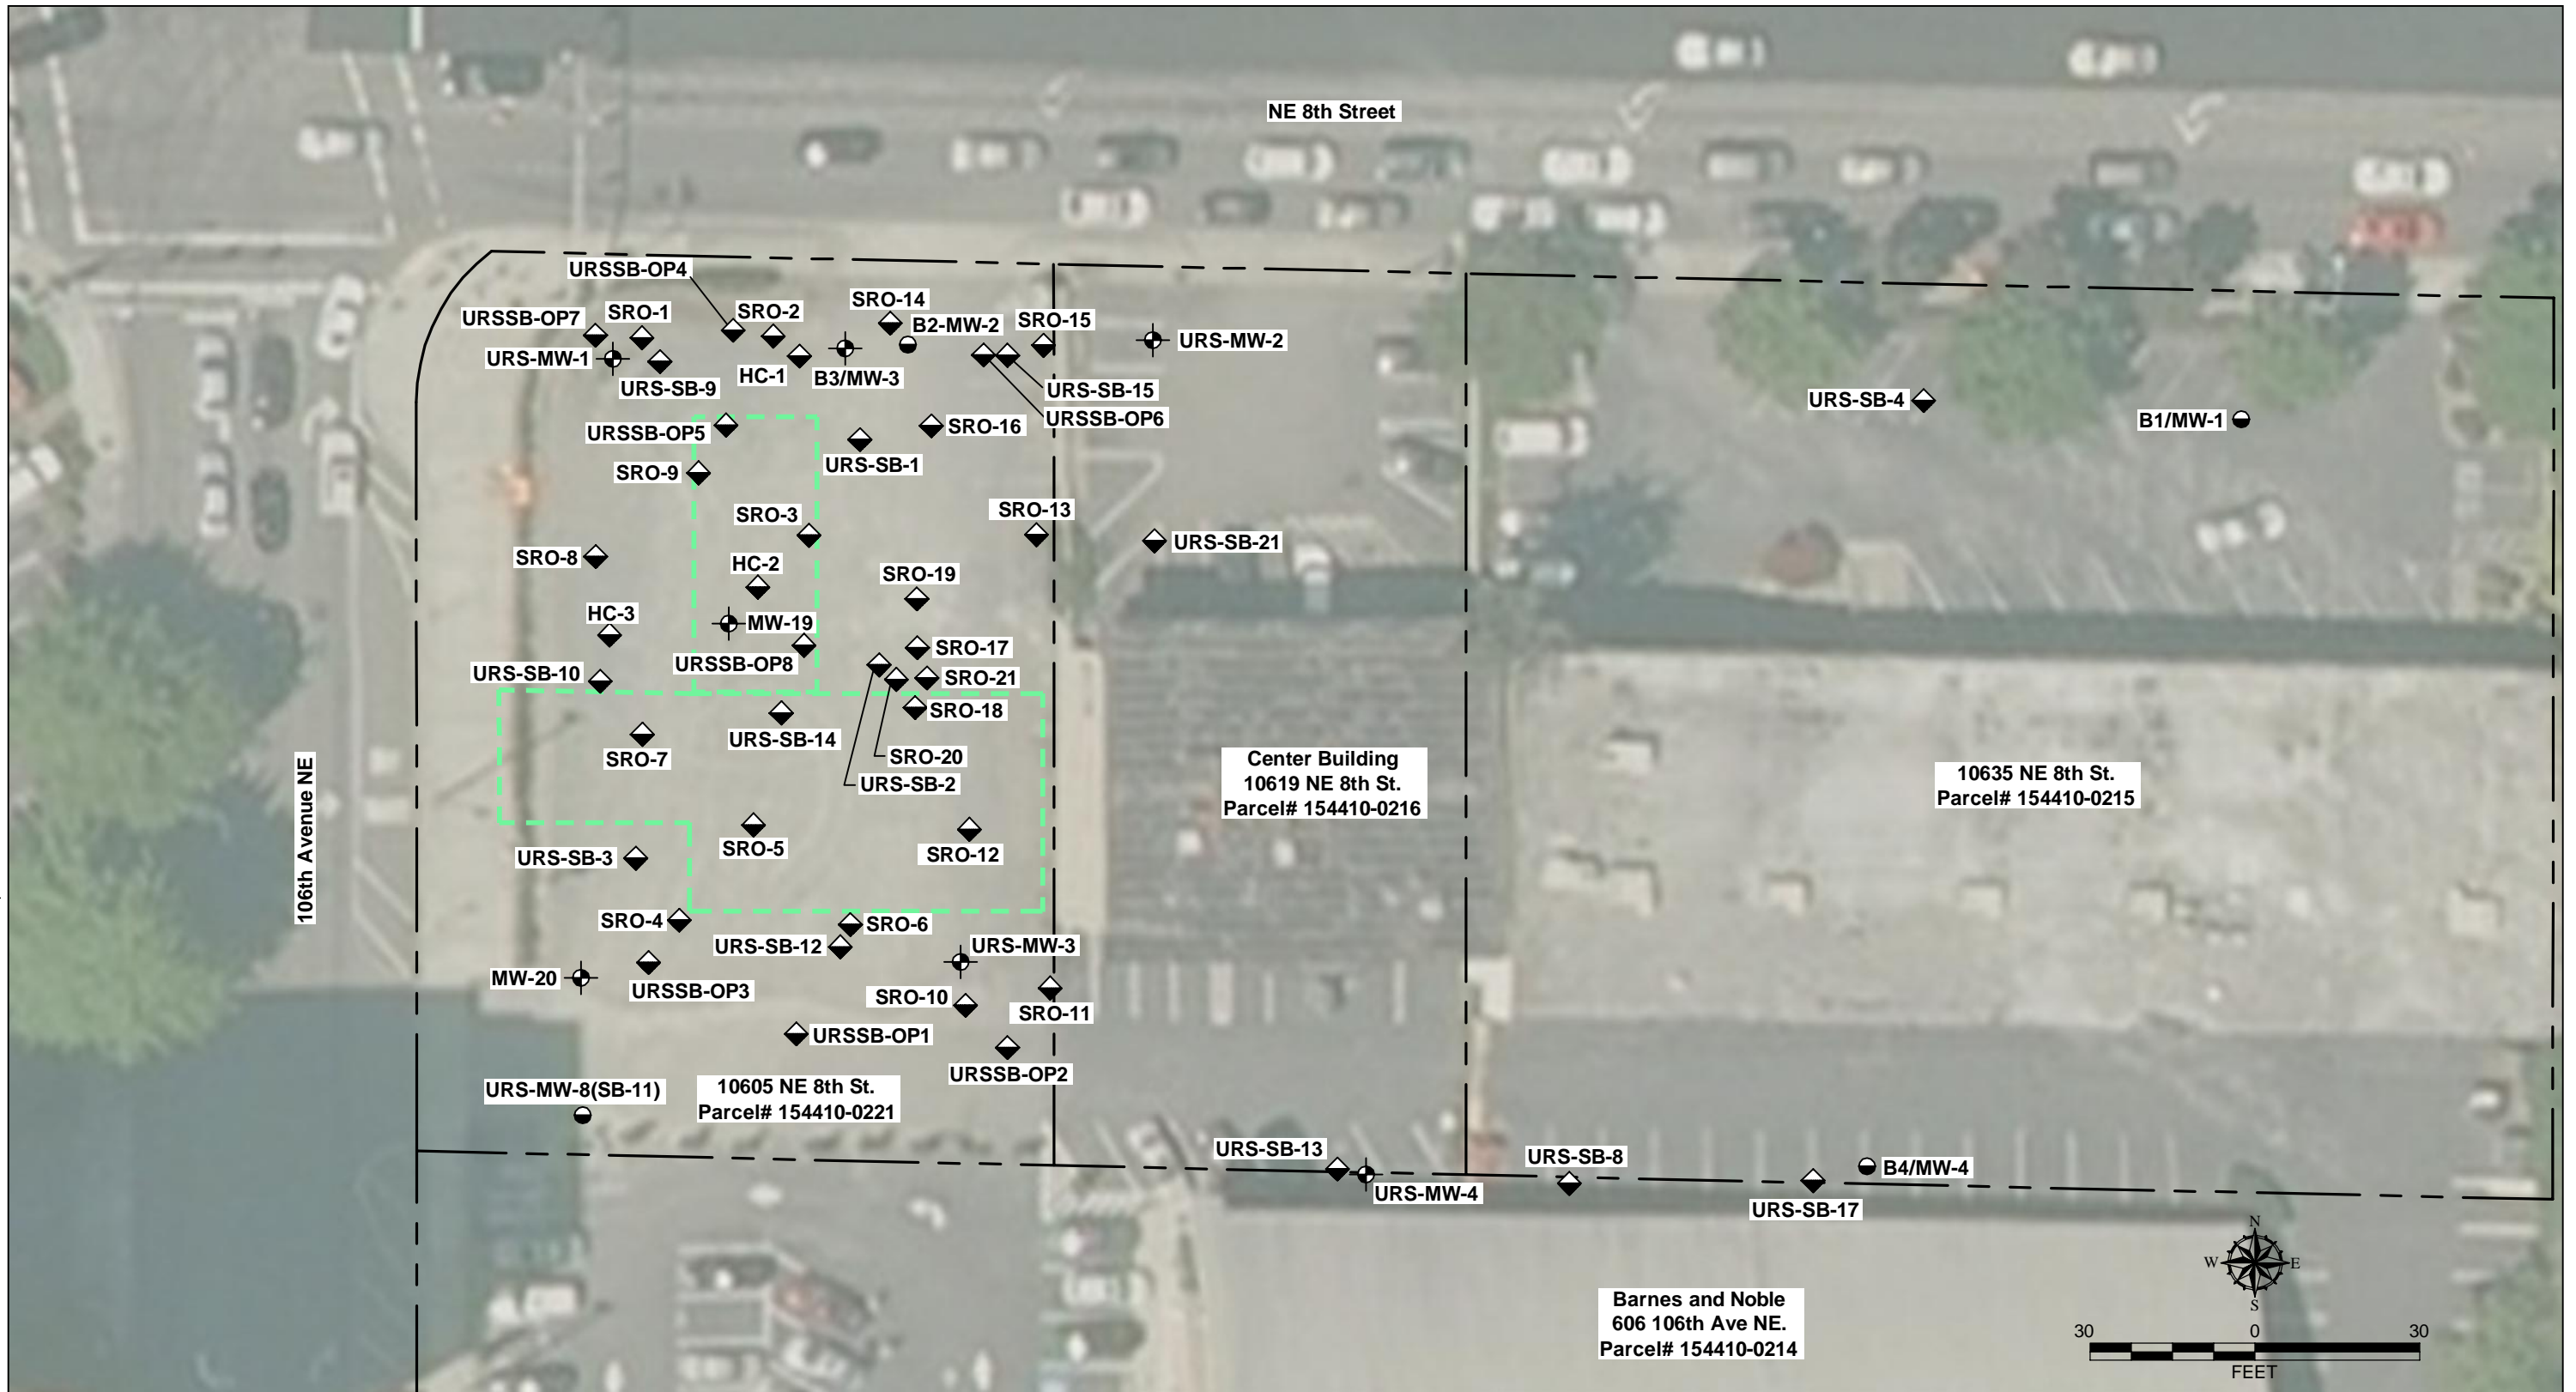 NE 8th Street
URSSB-OP4
SRO-14
URSSB-OP7
SRO-1
SRO-2
B2-MW-2
SRO-15
URS-MW-1
URS-MW-2
HC-1
B3/MW-3
URS-SB-9
URS-SB-15
URS-SB-4
URSSB-OP6
B1/MW-1
URSSB-OP5
SRO-16
URS-SB-1
SRO-9
SRO-3
SRO-13
URS-SB-21
SRO-8
HC-2
SRO-19
HC-3
MW-19
SRO-17
URSSB-OP8
URS-SB-10
SRO-21
SRO-18
URS-SB-14
SRO-7
SRO-20
URS-SB-2
Center Building
10619 NE 8th St.
Parcel# 154410-0216
10635 NE 8th St.
Parcel# 154410-0215
106th Avenue NE
SRO-5
SRO-12
URS-SB-3
SRO-4
SRO-6
URS-SB-12
URS-MW-3
MW-20
URSSB-OP3
SRO-10
SRO-11
URSSB-OP1
URSSB-OP2
URS-MW-8(SB-11)
10605 NE 8th St.
Parcel# 154410-0221
URS-SB-13
URS-MW-4
URS-SB-8
B4/MW-4
URS-SB-17
Barnes and Noble
606 106th Ave NE.
Parcel# 154410-0214
N
W E
S
30 0 30
FEET